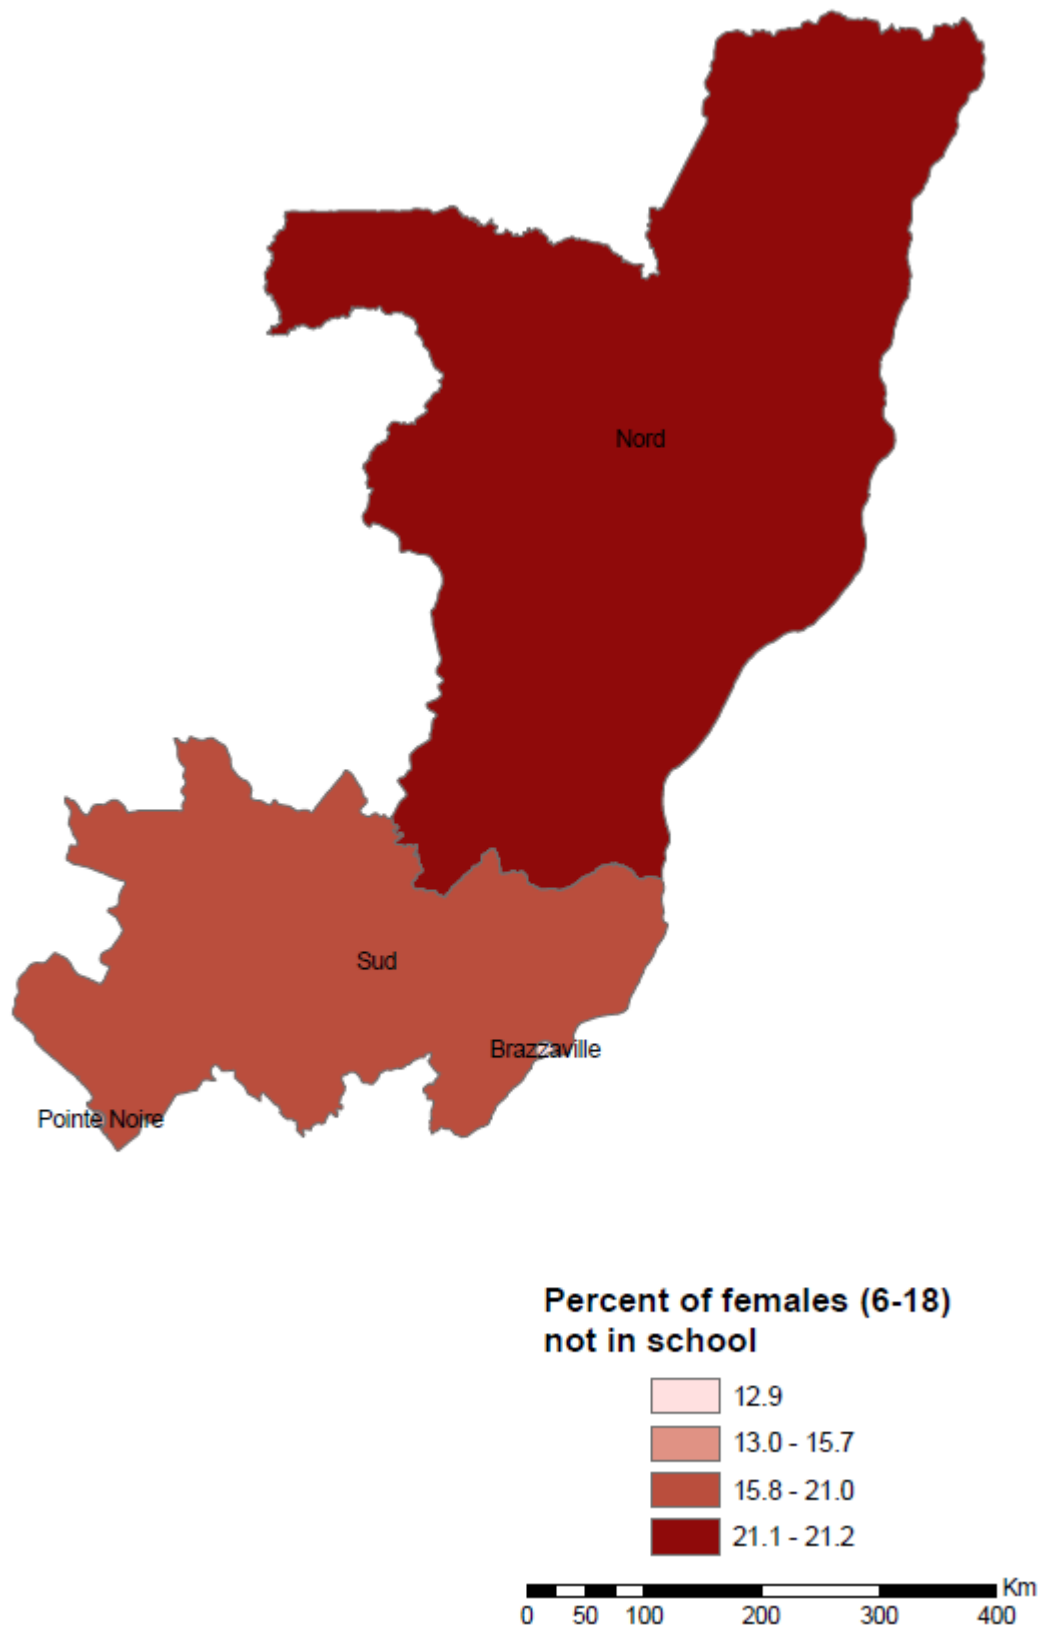 Nord
Sud
Brazzaville
Pointe Noire
Percent of females (6-18)
not in school
12.9
13.0 - 15.7
15.8 - 21.0
21.1 - 21.2
Km
0 50 100 200 300 400